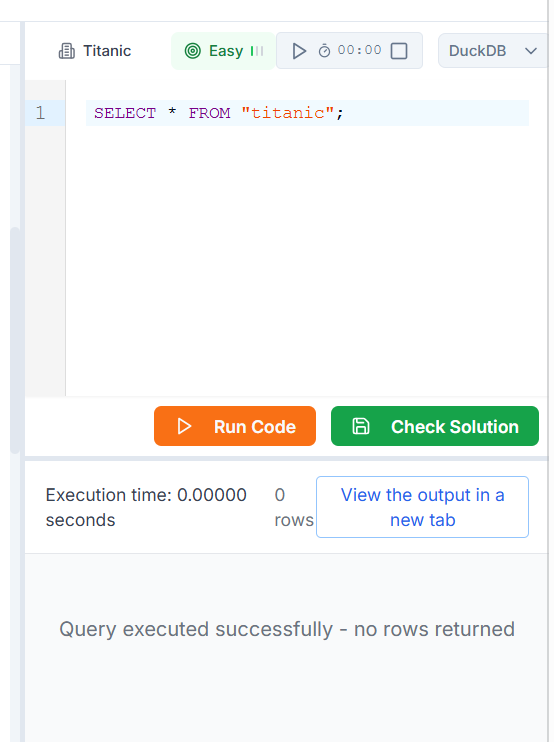 Titanic
Easy
00:00
DuckDB
1
SELECT * FROM "titanic";
Run Code
Check Solution
Execution time: 0.00000
seconds
0
rows
View the output in a
new tab
Query executed successfully - no rows returned